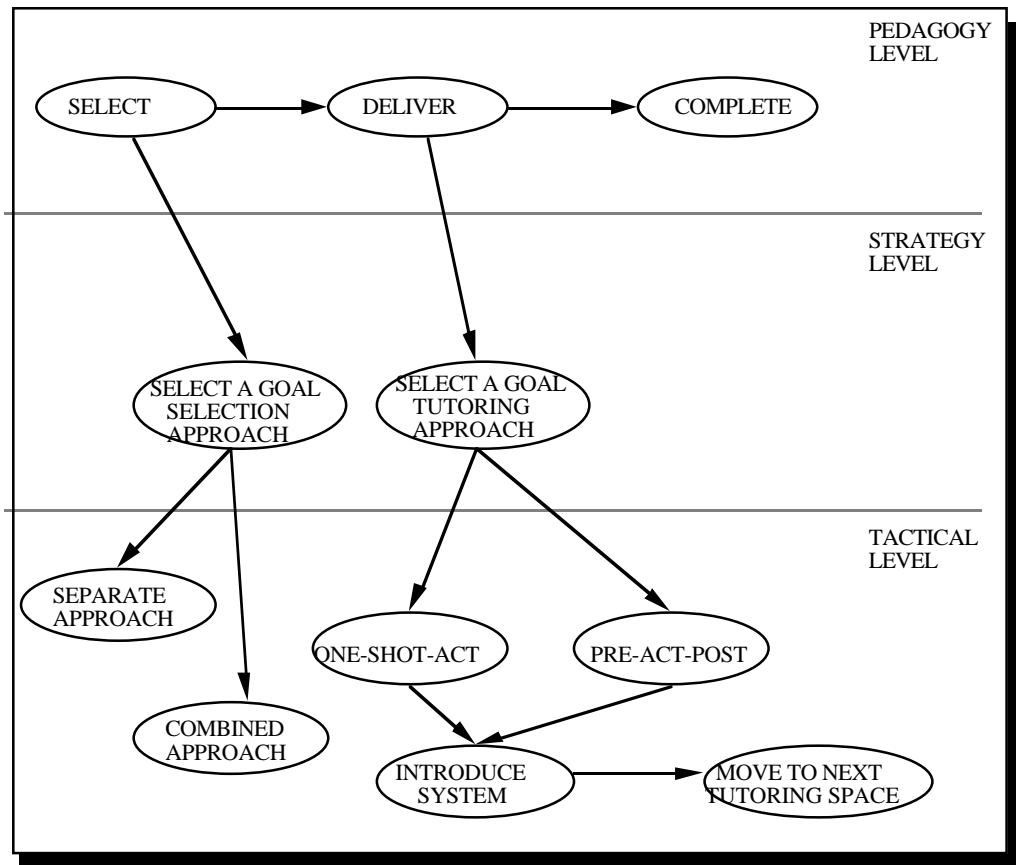 PEDAGOGY
LEVEL
SELECT
DELIVER
COMPLETE
STRATEGY
LEVEL
SELECT A GOAL
SELECTION
APPROACH
SELECT A GOAL
TUTORING
APPROACH
TACTICAL
LEVEL
SEPARATE
APPROACH
ONE-SHOT-ACT
PRE-ACT-POST
COMBINED
APPROACH
INTRODUCE
SYSTEM
MOVE TO NEXT
TUTORING SPACE